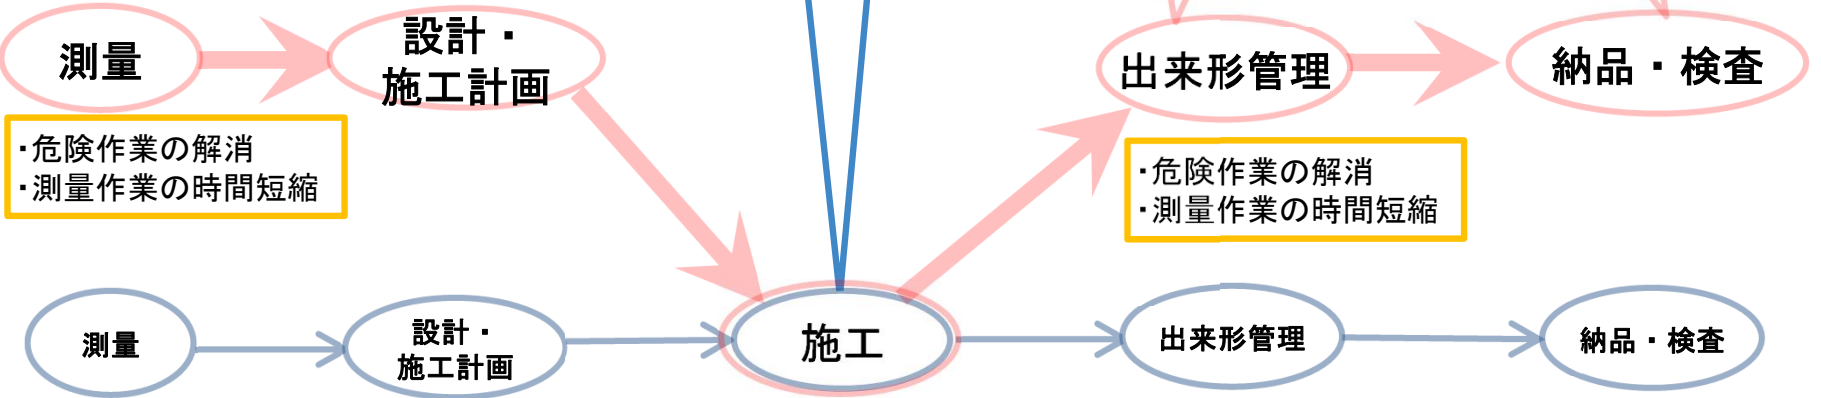 測量
設計・
施工計画
出来形管理
納品・検査
・危険作業の解消
・測量作業の時間短縮
・危険作業の解消
・測量作業の時間短縮
測量
設計・
施工計画
施工
出来形管理
納品・検査